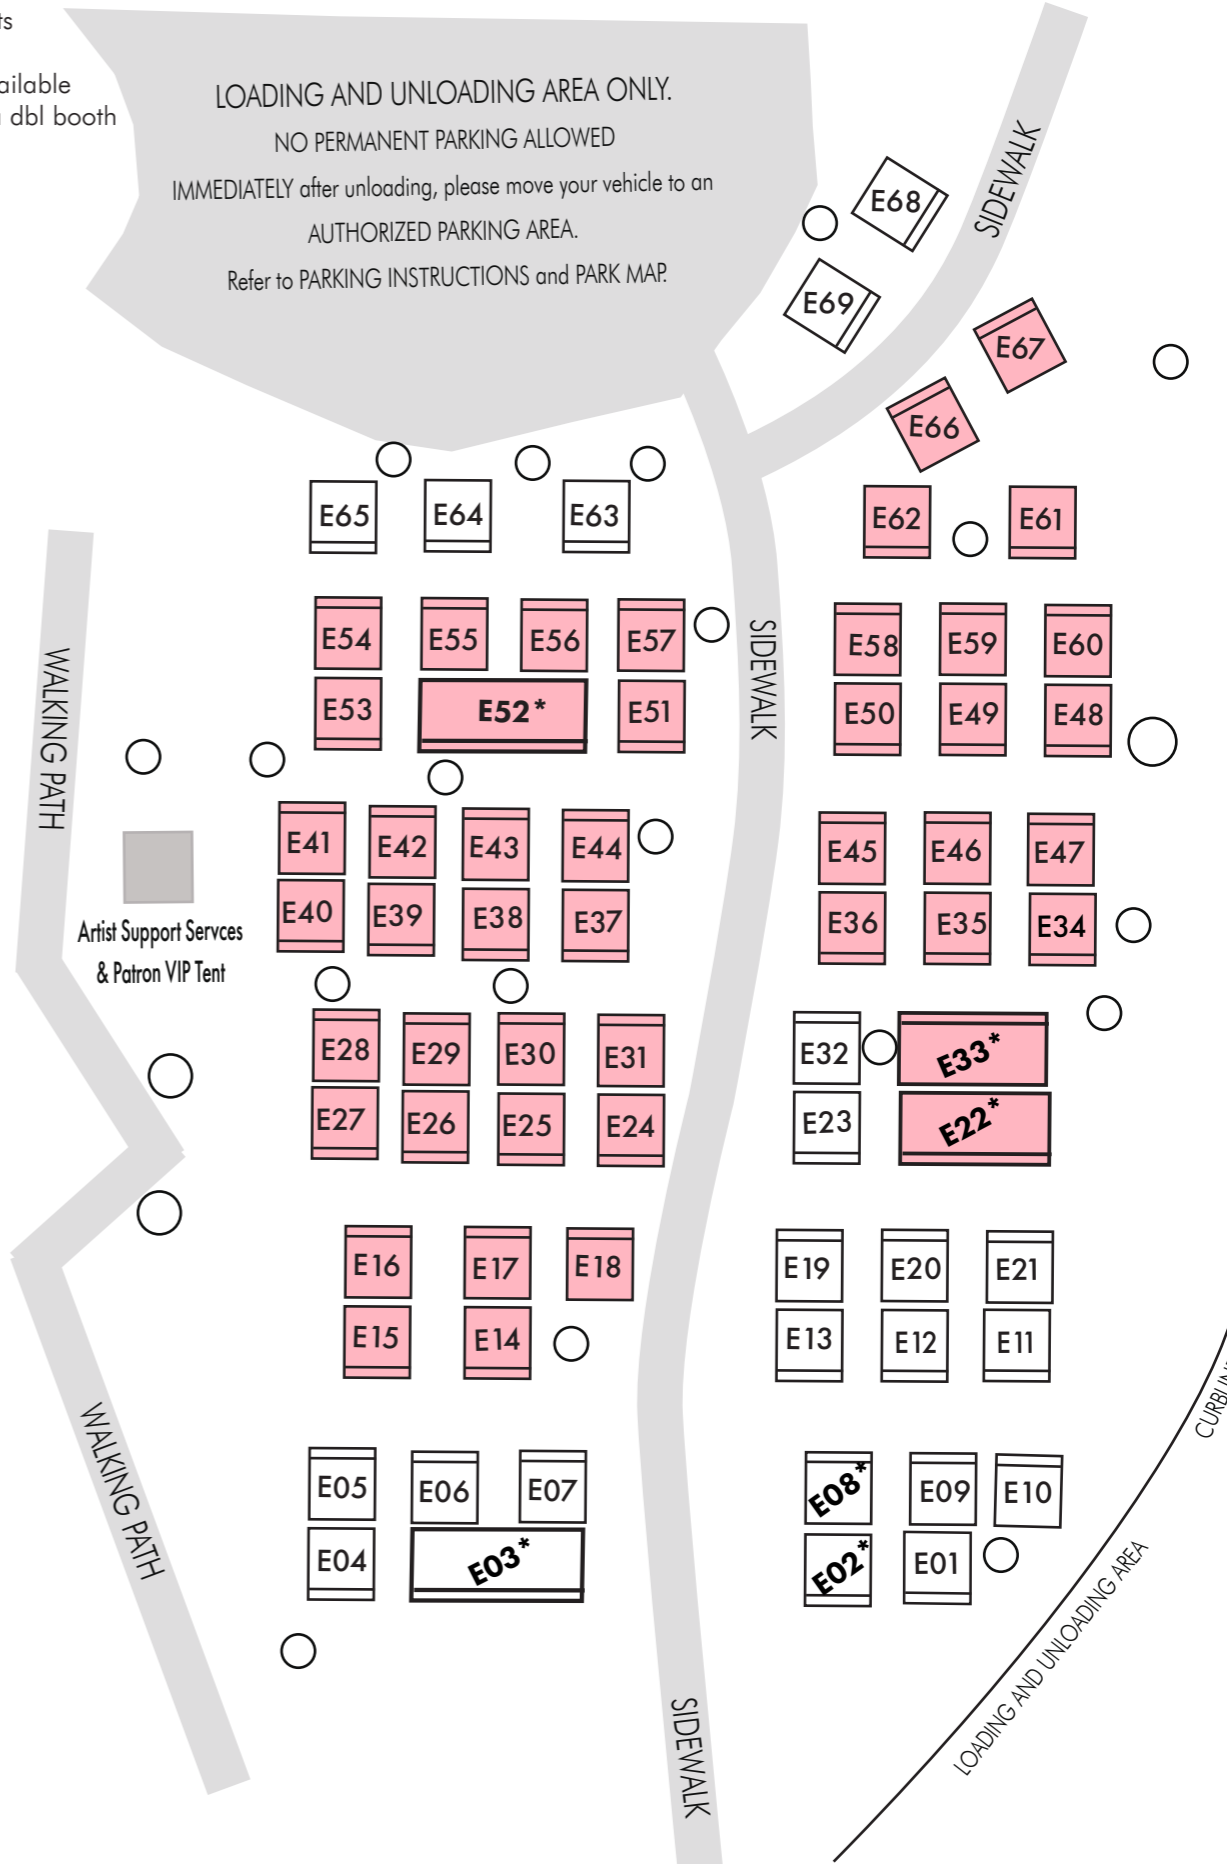 ts
ailable
dbl booth
LOADING AND UNLOADING AREA ONLY.
NO PERMANENT PARKING ALLOWED
IMMEDIATELY after unloading, please move your vehicle to an
AUTHORIZED PARKING AREA.
Refer to PARKING INSTRUCTIONS and PARK MAP.
SIDEWALK
E68
E69
E67
E66
E65 E64 E63 E62 E61
E54 E55 E56 E57 E58 E59 E60
E53 E52* E51 E50 E49 E48
SIDEWALK
WALKING PATH
E41 E42 E43 E44 E45 E46 E47
E40 E39 E38 E37 E36 E35 E34
Artist Support Servces
& Patron VIP Tent
E28 E29 E30 E31 E32 E33*
E27 E26 E25 E24 E23 E22*
E16 E17 E18 E19 E20 E21
E15 E14 E13 E12 E11
WALKING PATH
E05 E06 E07 E08* E09 E10
E04 E03* E02* E01
LOADING AND UNLOADING AREA
SIDEWALK